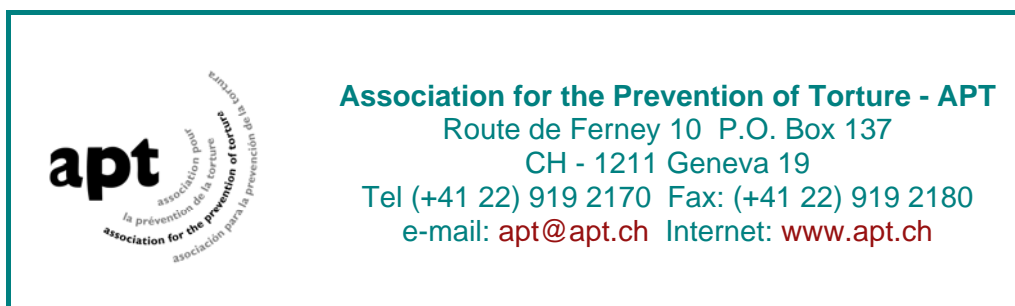 apt
association pour
la prévention de la torture
association for the prevention of torture
asociación para la prevención de la tortura
Association for the Prevention of Torture - APT
Route de Ferney 10 P.O. Box 137
CH - 1211 Geneva 19
Tel (+41 22) 919 2170 Fax: (+41 22) 919 2180
e-mail: apt@apt.ch Internet: www.apt.ch